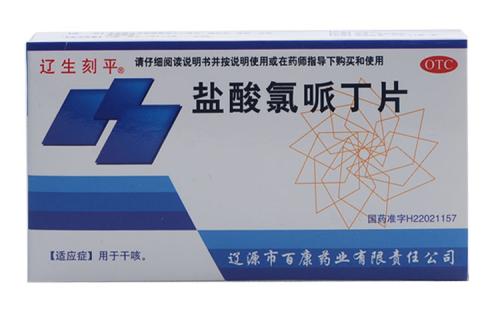 辽生刻平®
请仔细阅读说明书并按说明使用或在药师指导下购买和使用
OTC
盐酸氯哌丁片
国药准字H22021157
【适应症】用于干咳。
辽源市百康药业有限责任公司